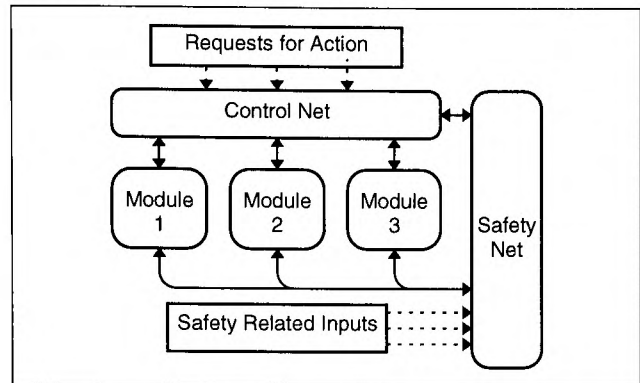 Requests for Action
Control Net
Module
1
Module
2
Module
3
Safety
Net
Safety Related Inputs